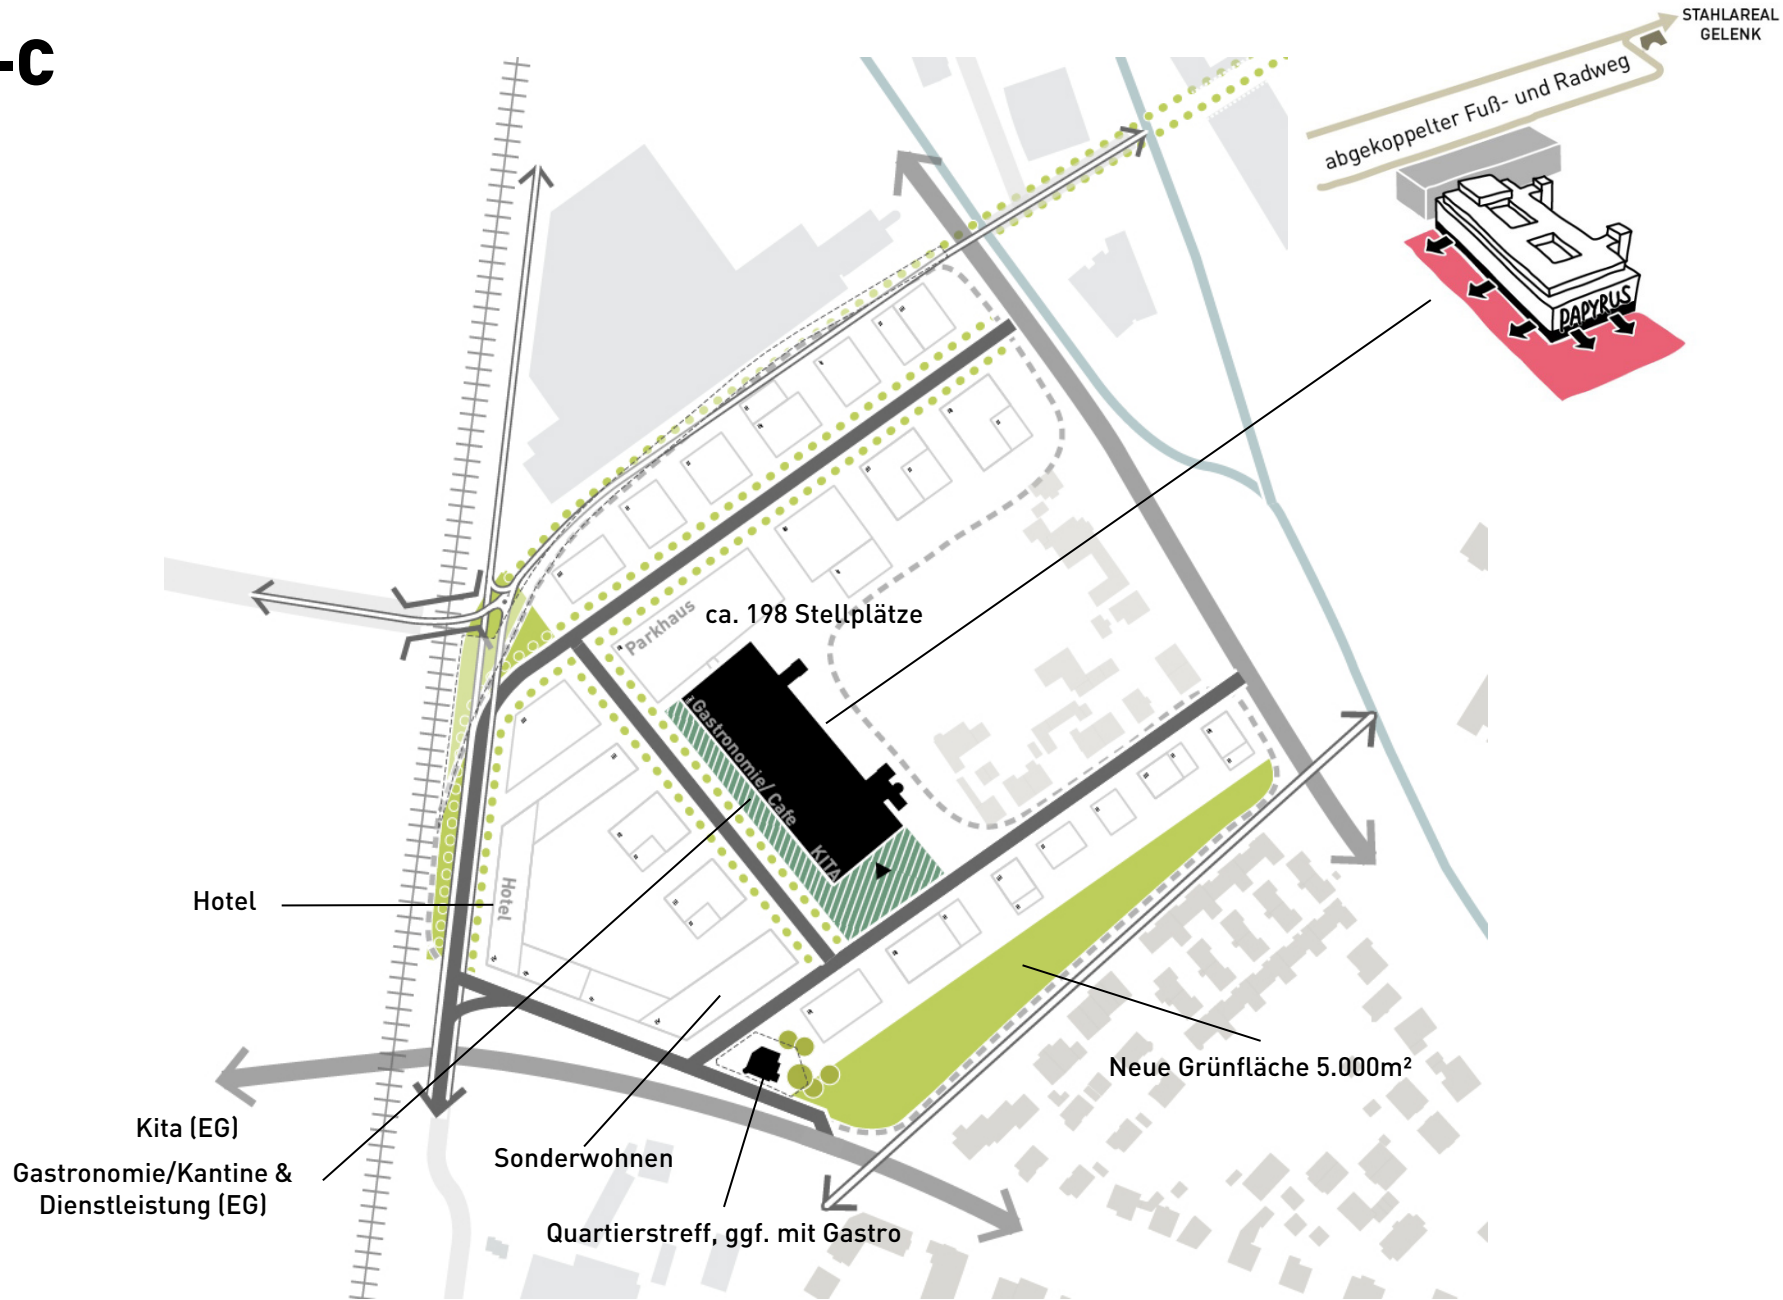 -C
STAHLAREAL
GELENK
abgekoppelter Fuß- und Radweg
PAPYRUS
Parkhaus
ca. 198 Stellplätze
Gastronomie/ Cafe
KITA
Hotel
Hotel
Neue Grünfläche 5.000m²
Kita (EG)
Gastronomie/Kantine &
Dienstleistung (EG)
Sonderwohnen
Quartierstreff, ggf. mit Gastro